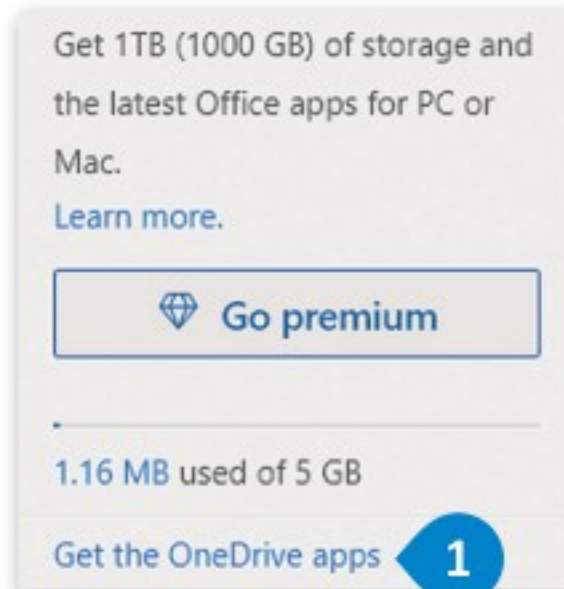 Get 1TB (1000 GB) of storage and
the latest Office apps for PC or
Mac.
Learn more.
Go premium
1.16 MB used of 5 GB
Get the OneDrive apps 1